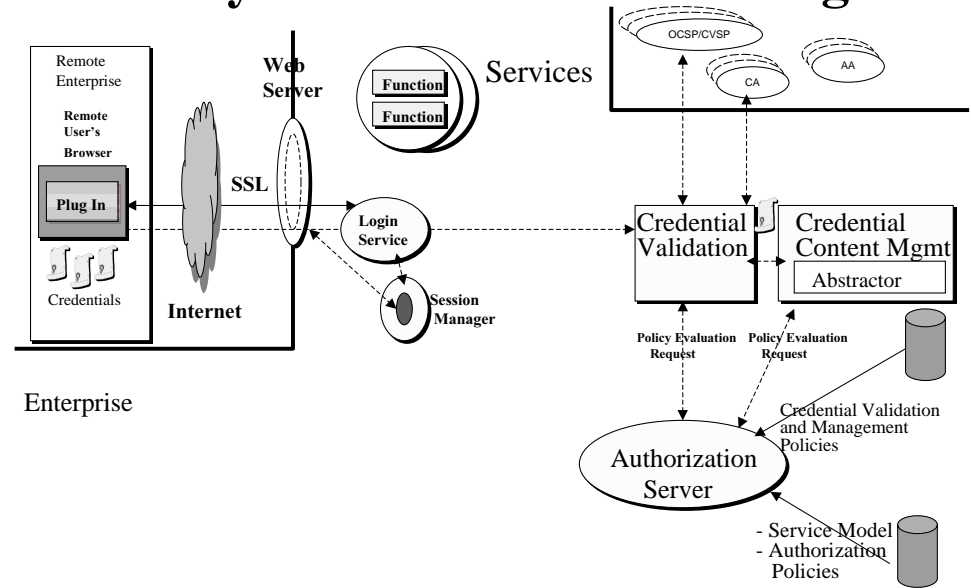 OCSP/CVSP
AA
CA
Services
Web
Server
Function
Function
Remote
Enterprise
Remote
User's
Browser
Plug In
SSL
Login
Service
Credential
Validation
Credential
Content Mgmt
Abstractor
Credentials
Internet
Session
Manager
Policy Evaluation
Request
Policy Evaluation
Request
Enterprise
Credential Validation
and Management
Policies
Authorization
Server
- Service Model
- Authorization
Policies